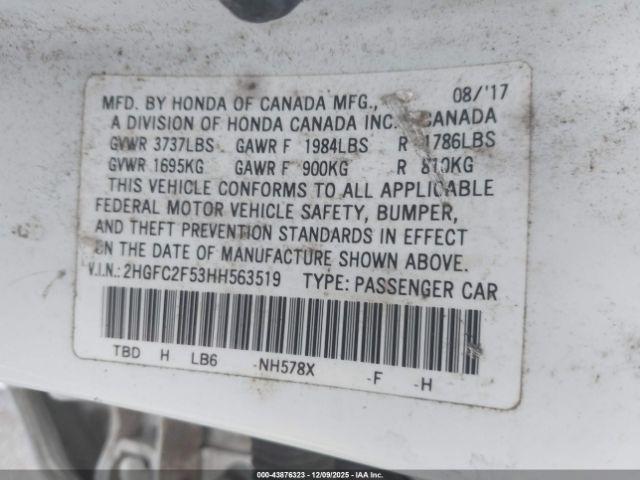 MFD. BY HONDA OF CANADA MFG., 08/'17
A DIVISION OF HONDA CANADA INC. CANADA
GVWR 3737LBS GAWR F 1984LBS R 1786LBS
GVWR 1695KG GAWR F 900KG R 810KG
THIS VEHICLE CONFORMS TO ALL APPLICABLE
FEDERAL MOTOR VEHICLE SAFETY, BUMPER,
AND THEFT PREVENTION STANDARDS IN EFFECT
ON THE DATE OF MANUFACTURE SHOWN ABOVE.
V.I.N.: 2HGFC2F53HH563519 TYPE: PASSENGER CAR
TBD H LB6 -NH578X -F -H
000-43876323 - 12/09/2025 - IAA Inc.